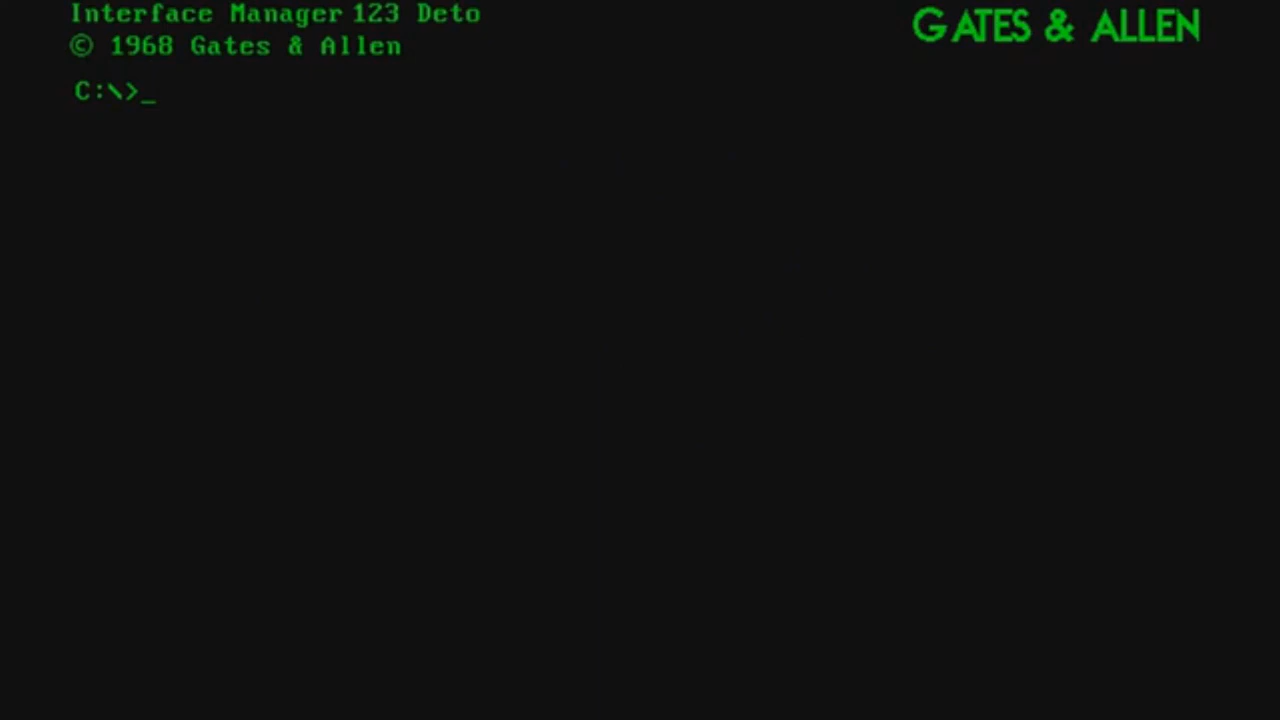 Interface Manager 123 Deto
© 1968 Gates & Allen
GATES & ALLEN
C:\>_